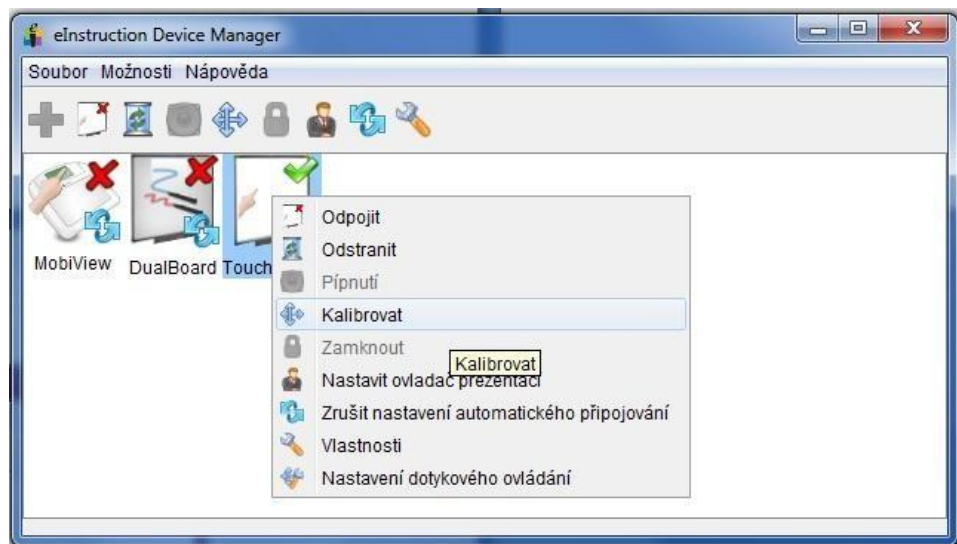 eInstruction Device Manager
Soubor Možnosti Nápověda
MobiView DualBoard Touch
Odpojit
Odstranit
Pípnutí
Kalibrovat
Zamknout
Kalibrovat
Nastavit ovladač prezentací
Zrušit nastavení automatického připojování
Vlastnosti
Nastavení dotykového ovládání